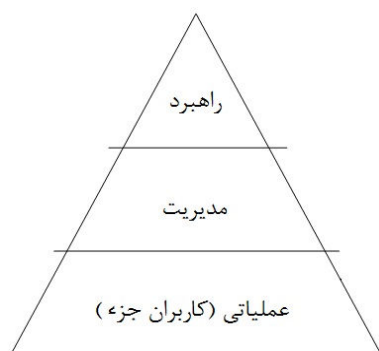 راهبرد
مدیریت
عملیاتی (کاربران جزء)